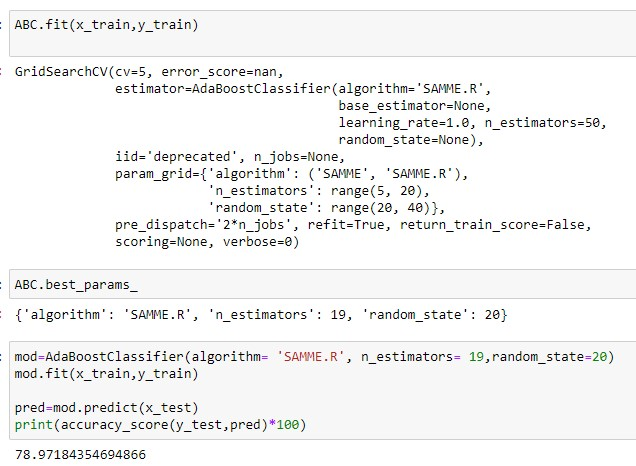 ABC.fit(x_train,y_train)
GridSearchCV(cv=5, error_score=nan,
             estimator=AdaBoostClassifier(algorithm='SAMME.R',
                                          base_estimator=None,
                                          learning_rate=1.0, n_estimators=50,
                                          random_state=None),
             iid='deprecated', n_jobs=None,
             param_grid={'algorithm': ('SAMME', 'SAMME.R'),
                         'n_estimators': range(5, 20),
                         'random_state': range(20, 40)},
             pre_dispatch='2*n_jobs', refit=True, return_train_score=False,
             scoring=None, verbose=0)
ABC.best_params_
{'algorithm': 'SAMME.R', 'n_estimators': 19, 'random_state': 20}
mod=AdaBoostClassifier(algorithm= 'SAMME.R', n_estimators= 19,random_state=20)
mod.fit(x_train,y_train)
pred=mod.predict(x_test)
print(accuracy_score(y_test,pred)*100)
78.97184354694866